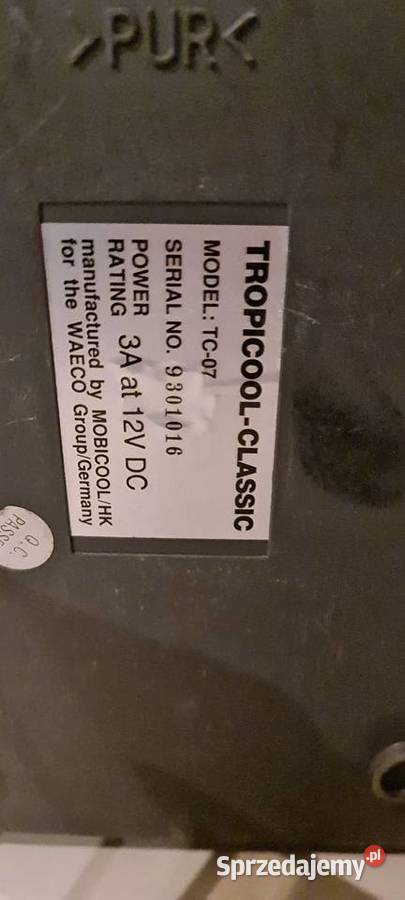 >PUR<
TROPICOOL-CLASSIC
MODEL: TC-07
SERIAL NO. 9301016
POWER
RATING 3A at 12V DC
manufactured by MOBICOOL/HK
for the WAECO Group/Germany
Q.C.
PASSE
Sprzedajemy.pl